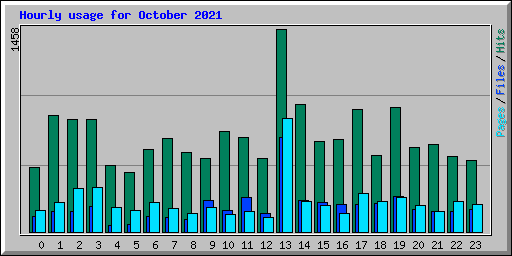 Hourly usage for October 2021
1458
Pages / Files / Hits
0 1 2 3 4 5 6 7 8 9 10 11 12 13 14 15 16 17 18 19 20 21 22 23